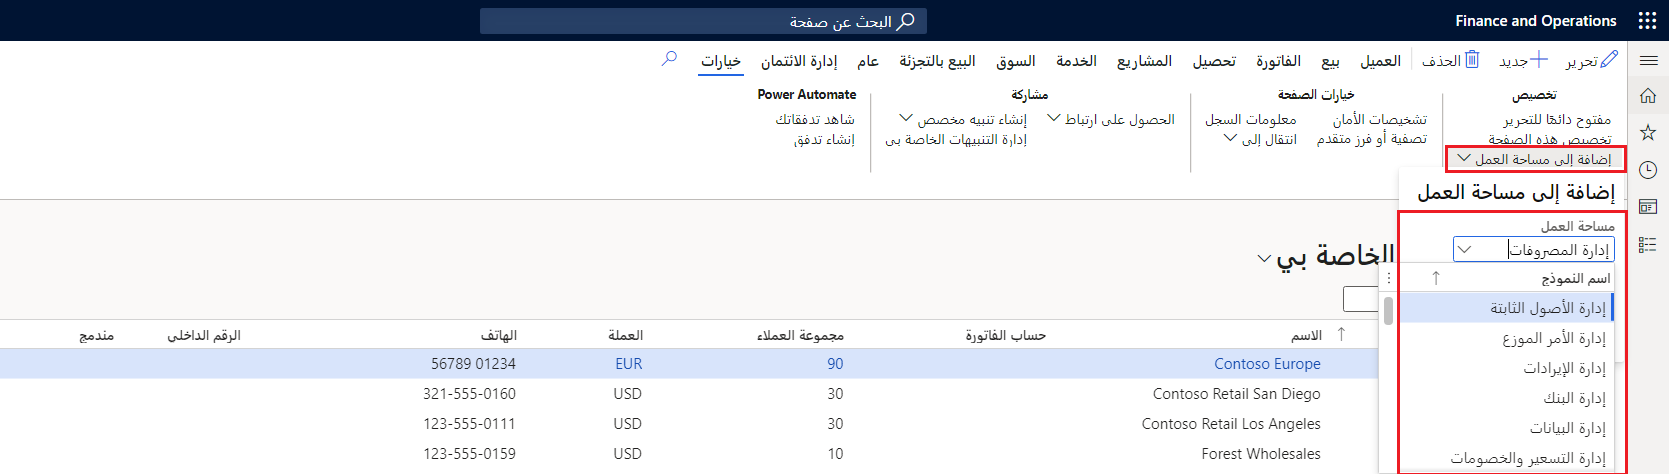 Finance and Operations
البحث عن صفحة
تحرير جديد الحذف العميل بيع الفاتورة تحصيل المشاريع الخدمة السوق البيع بالتجزئة عام إدارة الائتمان خيارات
تخصيص
مفتوح دائمًا للتحرير
تخصيص هذه الصفحة
إضافة إلى مساحة العمل
خيارات الصفحة
تشخيصات الأمان
تصفية أو فرز متقدم
معلومات السجل
انتقال إلى
مشاركة
الحصول على ارتباط
إنشاء تنبيه مخصص
إدارة التنبيهات الخاصة بي
Power Automate
شاهد تدفقاتك
إنشاء تدفق
إضافة إلى مساحة العمل
مساحة العمل
إدارة المصروفات
اسم النموذج
إدارة الأصول الثابتة
إدارة الأمر الموزع
إدارة الإيرادات
إدارة البنك
إدارة البيانات
إدارة التسعير والخصومات
الخاصة بي
الاسم حساب الفاتورة مجموعة العملاء العملة الهاتف الرقم الداخلي مندمج
Contoso Europe 90 EUR 56789 01234
Contoso Retail San Diego 30 USD 321-555-0160
Contoso Retail Los Angeles 30 USD 123-555-0111
Forest Wholesales 10 USD 123-555-0159